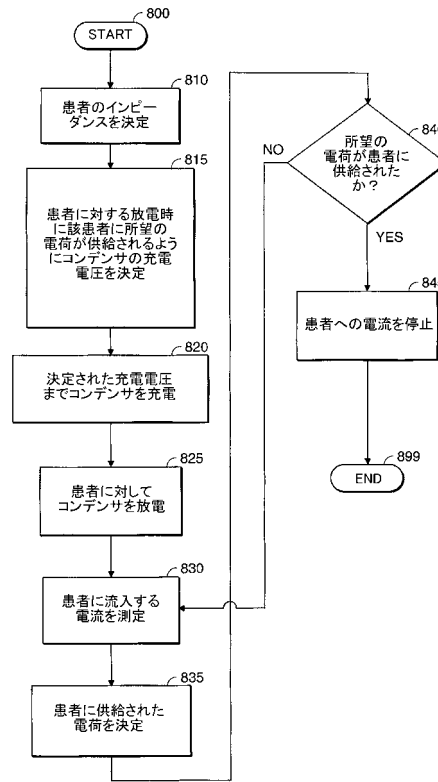 800
START
810
患者のインピー
ダンスを決定
815
患者に対する放電時
に該患者に所望の
電荷が供給されるよう
にコンデンサの充電
電圧を決定
820
決定された充電電圧
までコンデンサを充電
825
患者に対して
コンデンサを放電
830
患者に流入する
電流を測定
835
患者に供給された
電荷を決定
84
所望の
電荷が患者に
供給された
か?
NO
YES
84
患者への電流を停止
899
END